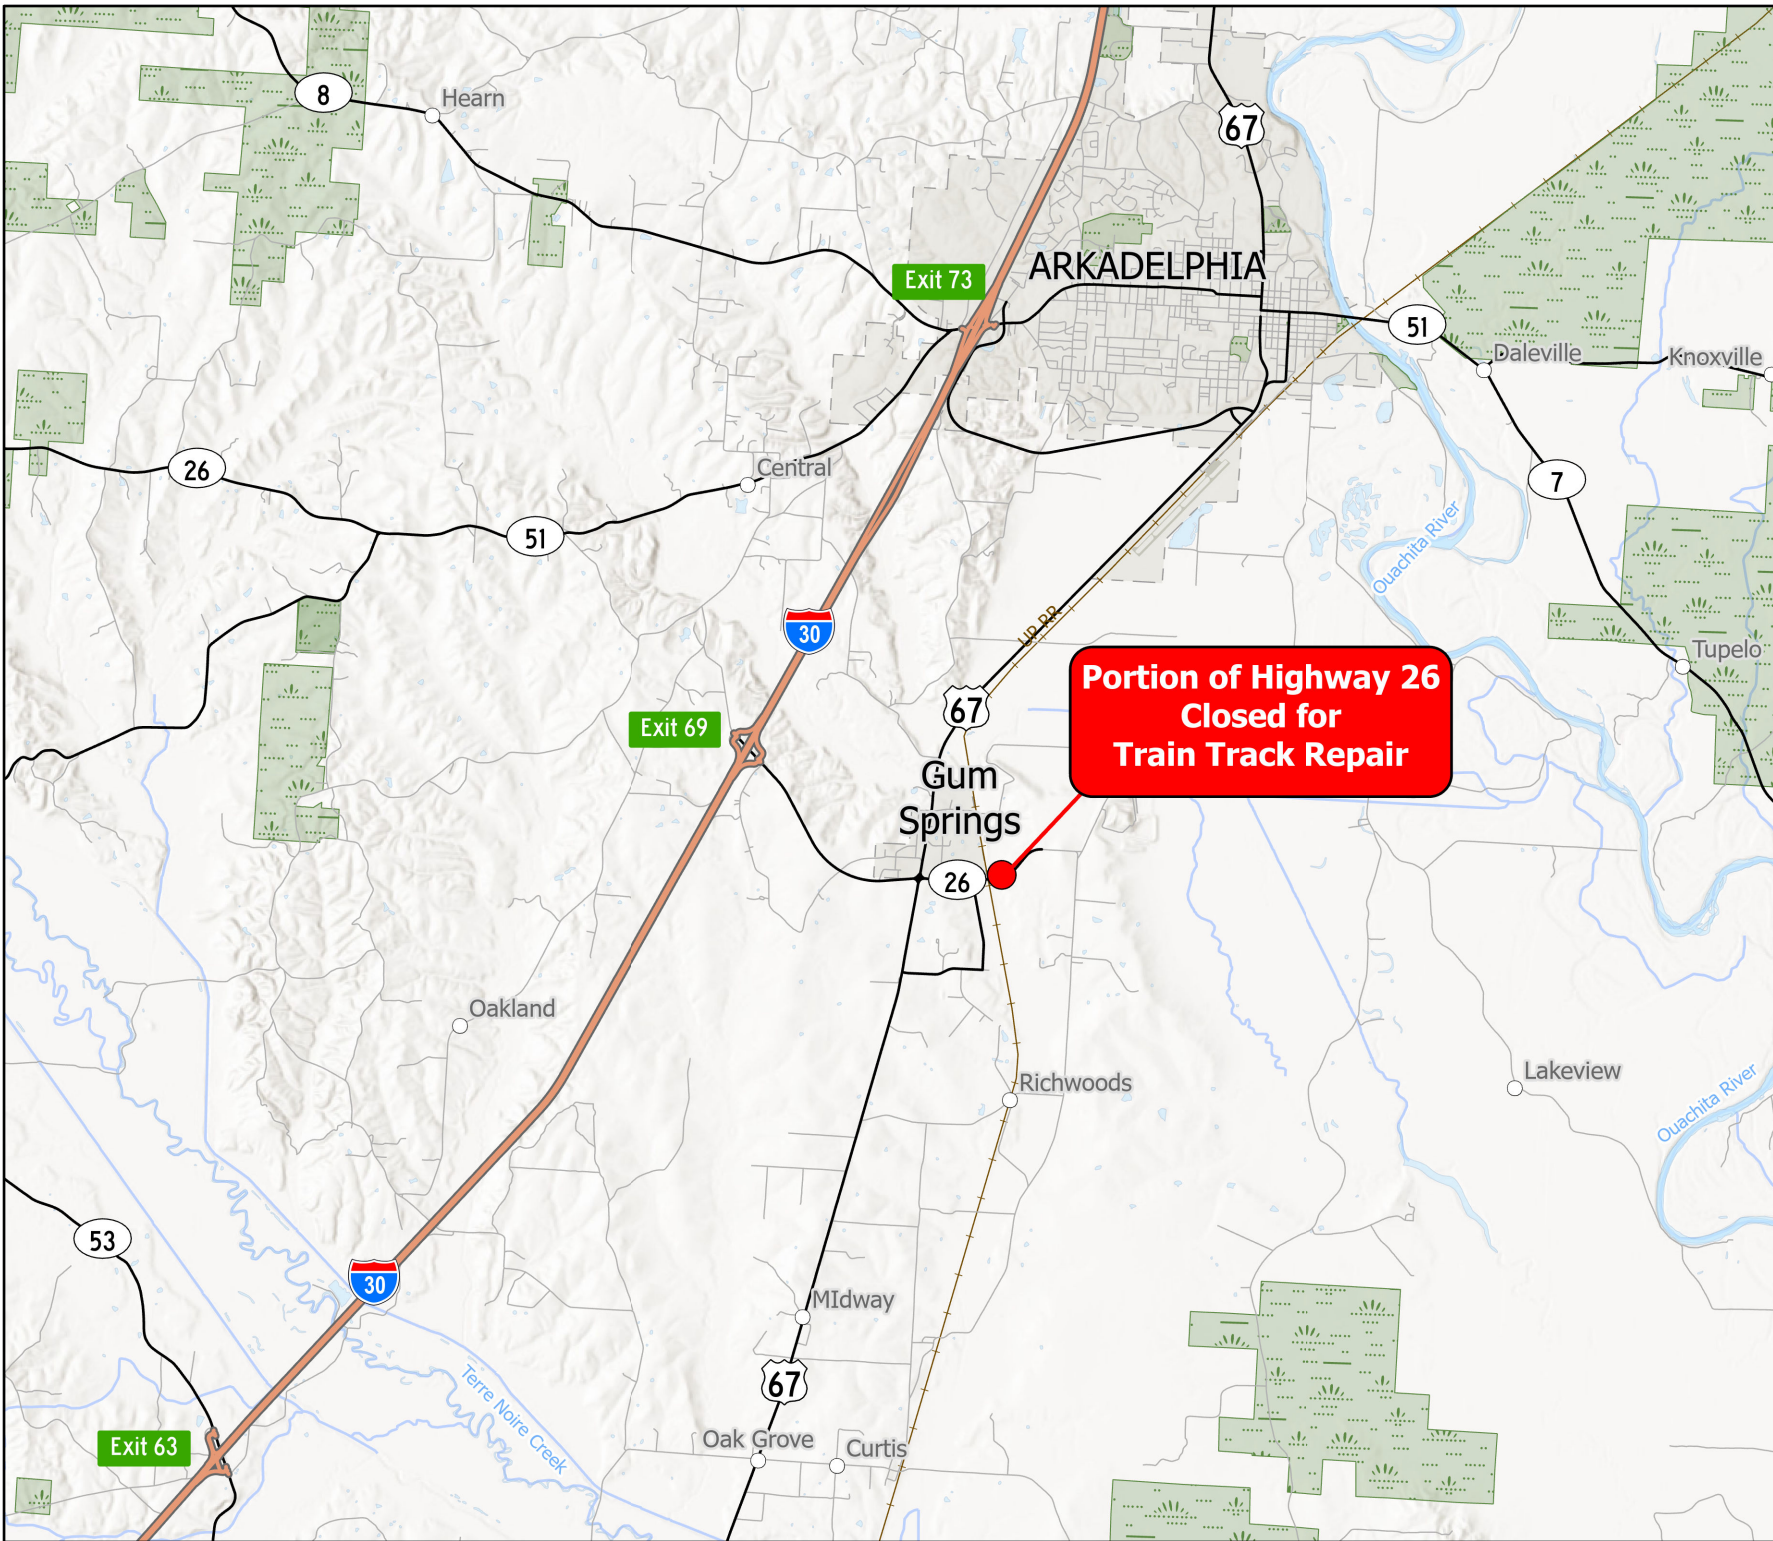 8
Hearn
67
Exit 73
ARKADELPHIA
51
Daleville
Knoxville
26
Central
7
51
Ouachita River
30
UP RR
Tupelo
Portion of Highway 26
Closed for
Train Track Repair
67
Exit 69
Gum
Springs
26
Oakland
Richwoods
Lakeview
Ouachita River
53
30
MIdway
67
Terre Noire Creek
Exit 63
Oak Grove
Curtis